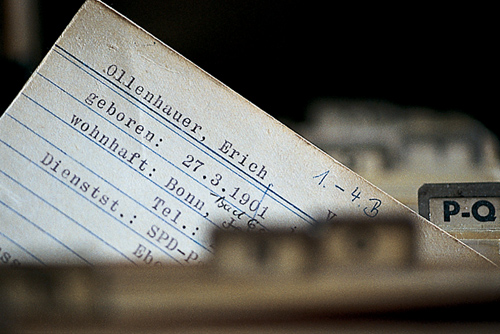 Ollenhauer, Erich
geboren: 27.3.1901
1.-4 B
wohnhaft: Bonn,
Tel.:
Dienstst.: SPD-P
P-Q